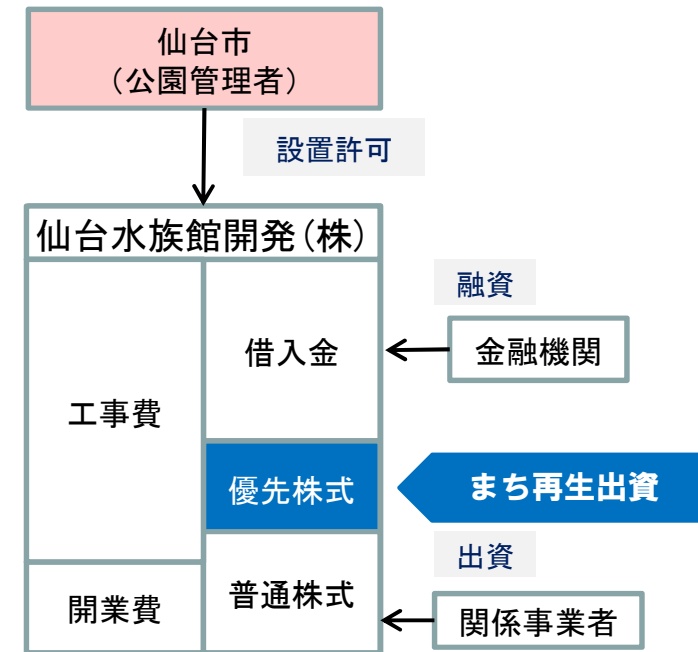 仙台市
（公園管理者）
設置許可
仙台水族館開発（株）
融資
借入金
金融機関
工事費
優先株式
まち再生出資
出資
普通株式
開業費
関係事業者